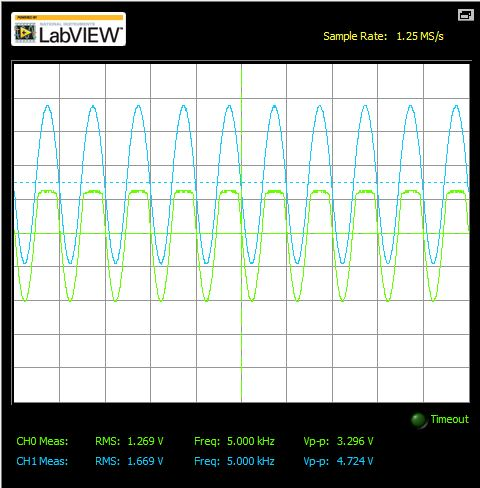 POWERED BY
NATIONAL INSTRUMENTS
LabVIEW™
Sample Rate: 1.25 MS/s
Timeout
CH0 Meas: RMS: 1.269 V Freq: 5.000 kHz Vp-p: 3.296 V
CH1 Meas: RMS: 1.669 V Freq: 5.000 kHz Vp-p: 4.724 V